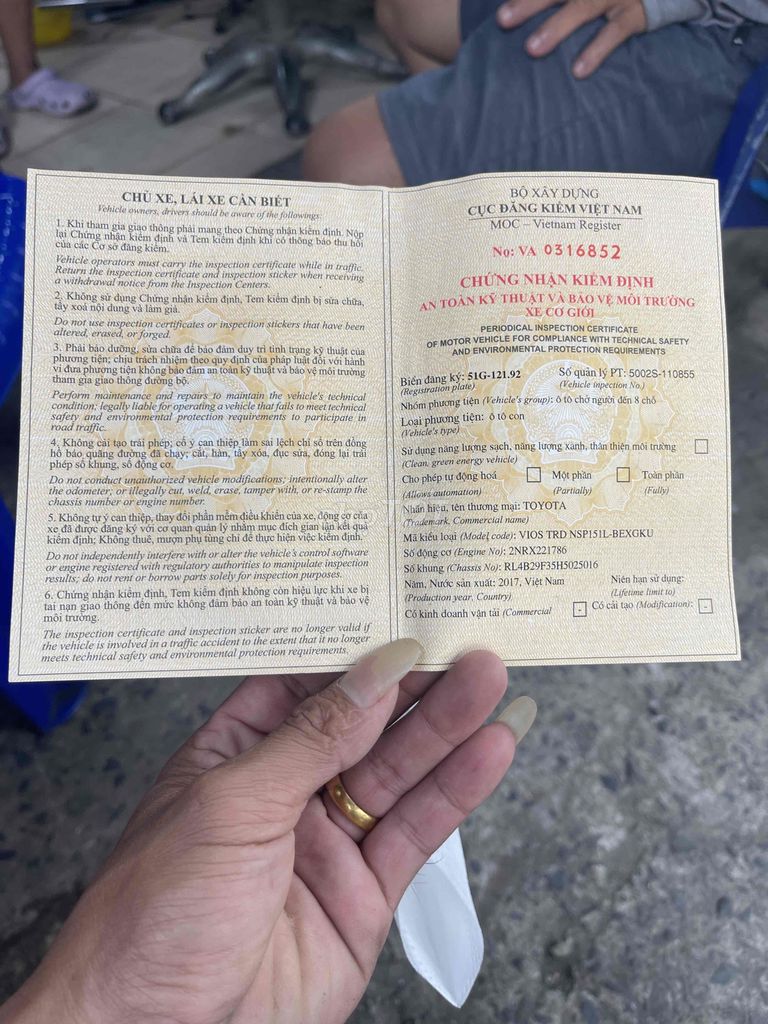 CHỦ XE, LÁI XE CẦN BIẾT
Vehicle owners, drivers should be aware of the followings:
1. Khi tham gia giao thông phải mang theo Chứng nhận kiểm định. Nộp
lại Chứng nhận kiểm định và Tem kiểm định khi có thông báo thu hồi
của các Cơ sở đăng kiểm.
Vehicle operators must carry the inspection certificate while in traffic.
Return the inspection certificate and inspection sticker when receiving
a withdrawal notice from the Inspection Centers.
2. Không sử dụng Chứng nhận kiểm định, Tem kiểm định bị sửa chữa,
tẩy xoá nội dung và làm giả.
Do not use inspection certificates or inspection stickers that have been
altered, erased, or forged.
3. Phải bảo dưỡng, sửa chữa để bảo đảm duy trì tình trạng kỹ thuật của
phương tiện; chịu trách nhiệm theo quy định của pháp luật đối với hành
vi đưa phương tiện không bảo đảm an toàn kỹ thuật và bảo vệ môi trường
tham gia giao thông đường bộ.
Perform maintenance and repairs to maintain the vehicle's technical
condition; legally liable for operating a vehicle that fails to meet technical
safety and environmental protection requirements to participate in
road traffic.
4. Không cải tạo trái phép; cố ý can thiệp làm sai lệch chỉ số trên đồng
hồ báo quãng đường đã chạy; cắt, hàn, tẩy xóa, đục sửa, đóng lại trái
phép số khung, số động cơ.
Do not conduct unauthorized vehicle modifications; intentionally alter
the odometer; or illegally cut, weld, erase, tamper with, or re-stamp the
chassis number or engine number.
5. Không tự ý can thiệp, thay đổi phần mềm điều khiển của xe, động cơ của
xe đã được đăng ký với cơ quan quản lý nhằm mục đích gian lận kết quả
kiểm định; Không thuê, mượn phụ tùng chỉ để thực hiện việc kiểm định.
Do not independently interfere with or alter the vehicle's control software
or engine registered with regulatory authorities to manipulate inspection
results; do not rent or borrow parts solely for inspection purposes.
6. Chứng nhận kiểm định, Tem kiểm định không còn hiệu lực khi xe bị
tai nạn giao thông đến mức không đảm bảo an toàn kỹ thuật và bảo vệ
môi trường.
The inspection certificate and inspection sticker are no longer valid if
the vehicle is involved in a traffic accident to the extent that it no longer
meets technical safety and environmental protection requirements.
BỘ XÂY DỰNG
CỤC ĐĂNG KIỂM VIỆT NAM
MOC – Vietnam Register
No: VA 0316852
CHỨNG NHẬN KIỂM ĐỊNH
AN TOÀN KỸ THUẬT VÀ BẢO VỆ MÔI TRƯỜNG
XE CƠ GIỚI
PERIODICAL INSPECTION CERTIFICATE
OF MOTOR VEHICLE FOR COMPLIANCE WITH TECHNICAL SAFETY
AND ENVIRONMENTAL PROTECTION REQUIREMENTS
Biển đăng ký: 51G-121.92 Số quản lý PT: 5002S-110855
(Registration plate) (Vehicle inpection No.)
Nhóm phương tiện (Vehicle's group): ô tô chở người đến 8 chỗ
Loại phương tiện: ô tô con
(Vehicle's type)
Sử dụng năng lượng sạch, năng lượng xanh, thân thiện môi trường
(Clean, green energy vehicle)
Cho phép tự động hoá Một phần Toàn phần
(Allows automation) (Partially) (Fully)
Nhãn hiệu, tên thương mại: TOYOTA
(Trademark, Commercial name)
Mã kiểu loại (Model code): VIOS TRD NSP151L-BEXGKU
Số động cơ (Engine No): 2NRX221786
Số khung (Chassis No): RL4B29F35H5025016
Năm, Nước sản xuất: 2017, Việt Nam Niên hạn sử dụng:
(Production year, Country) (Lifetime limit to)
Có kinh doanh vận tải (Commercial - Có cải tạo (Modification): -